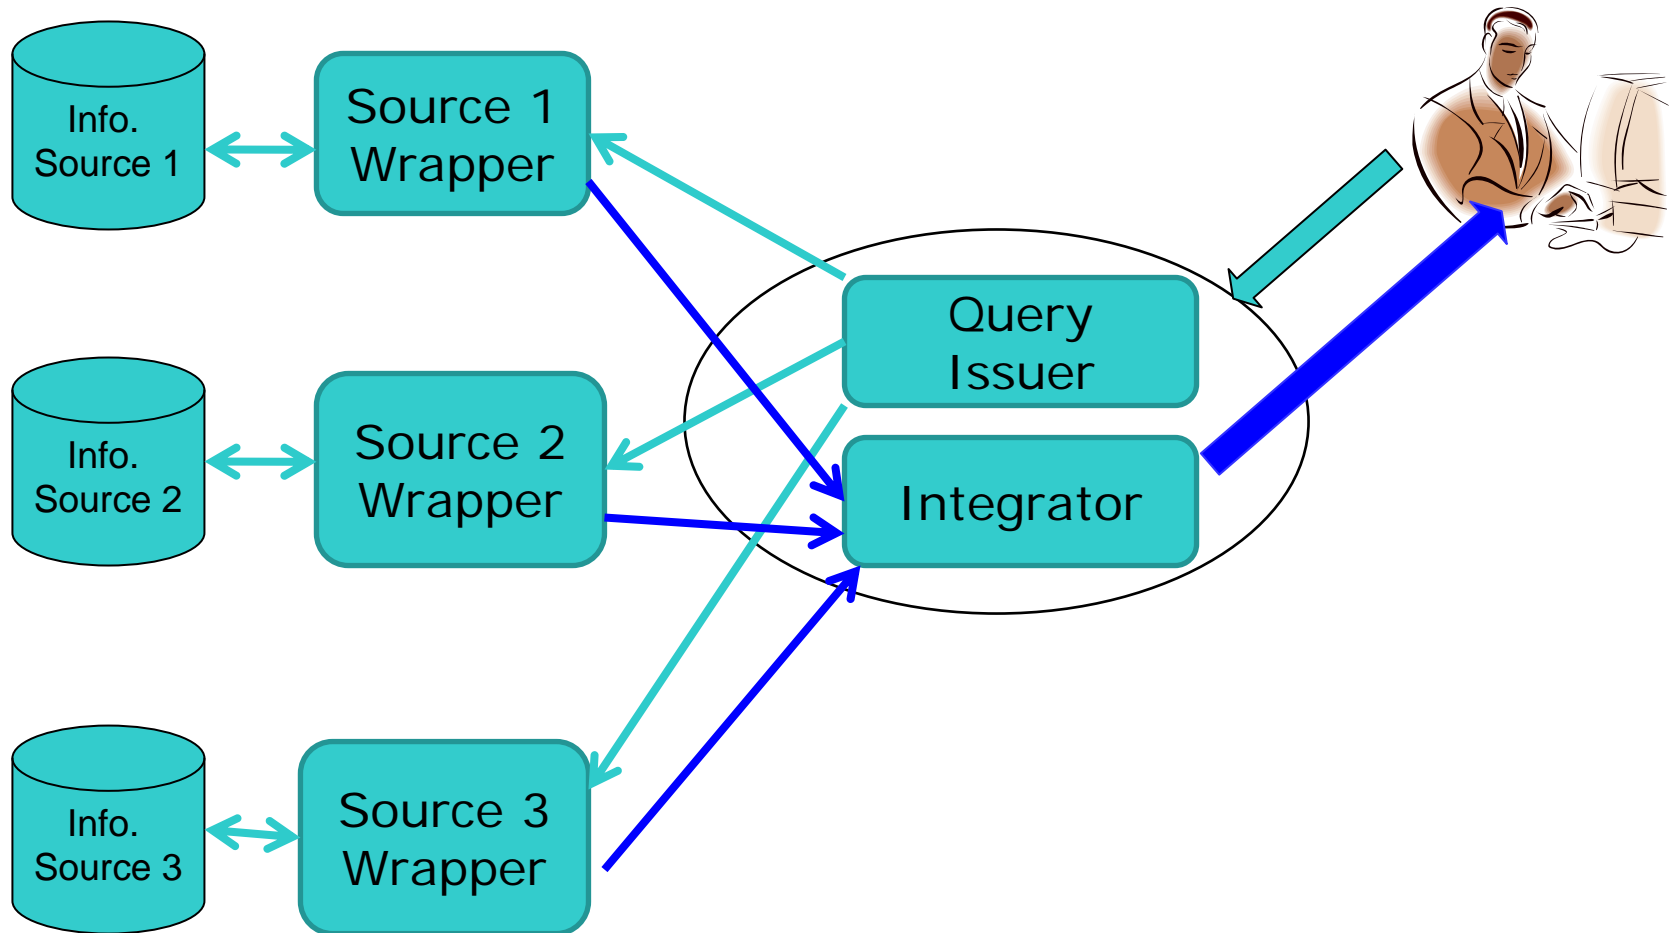 Info.
Source 1
Source 1
Wrapper
Query
Issuer
Info.
Source 2
Source 2
Wrapper
Integrator
Info.
Source 3
Source 3
Wrapper